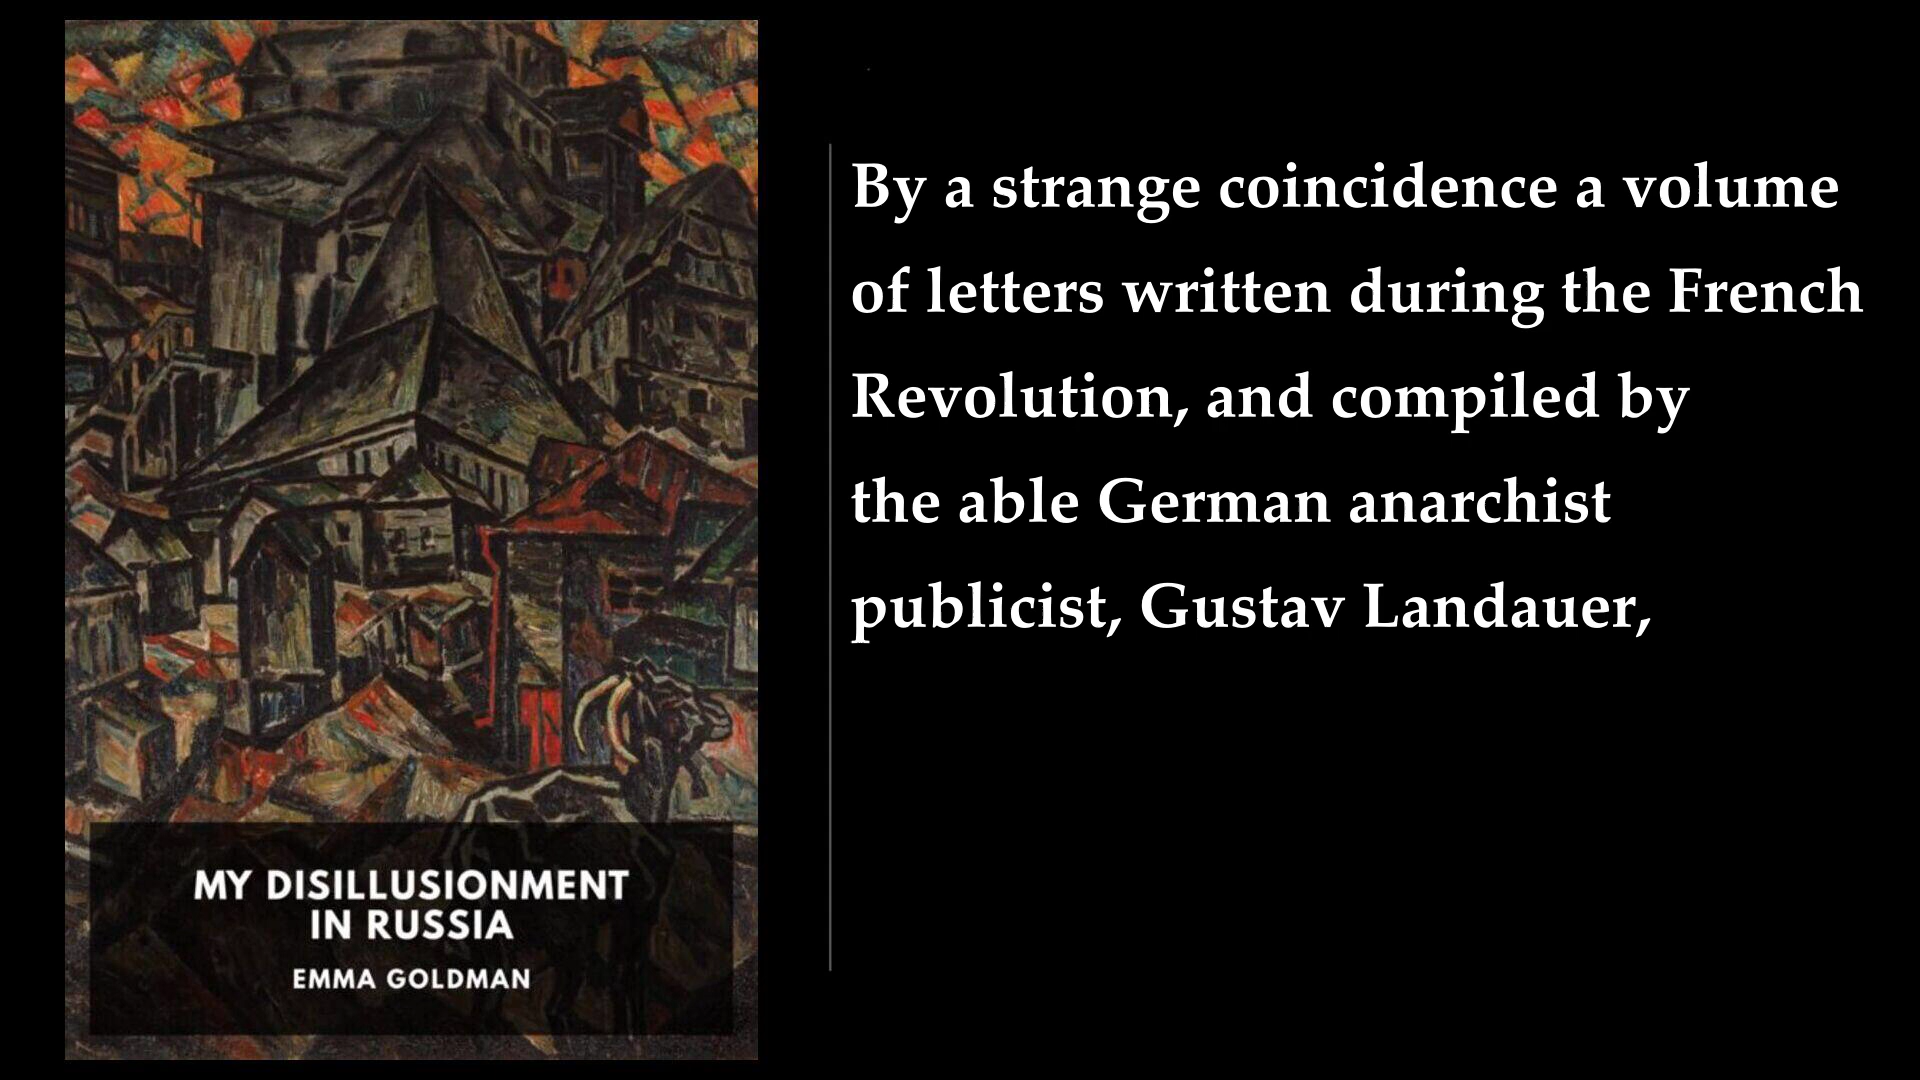 By a strange coincidence a volume
of letters written during the French
Revolution, and compiled by
the able German anarchist
publicist, Gustav Landauer,
MY DISILLUSIONMENT
IN RUSSIA
EMMA GOLDMAN